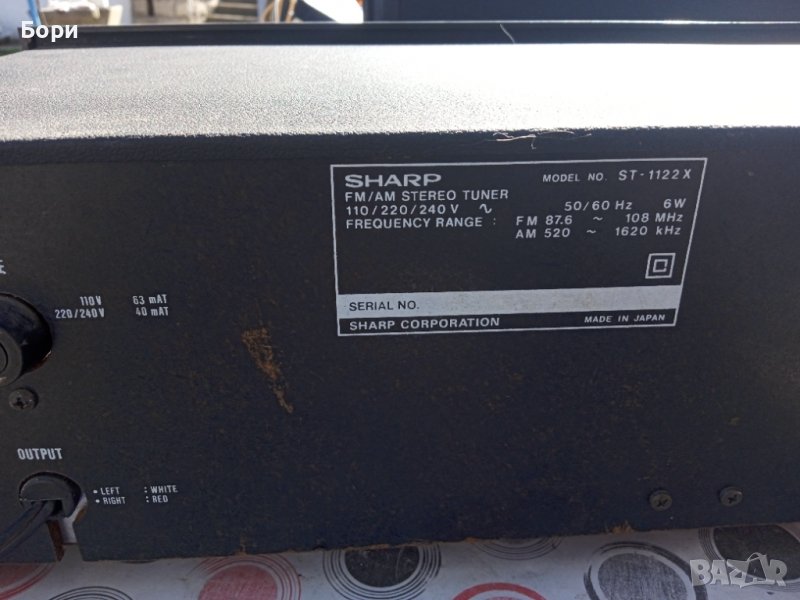 Бори
SHARP MODEL NO. ST-1122X
FM/AM STEREO TUNER
110/220/240 V ∿ 50/60 Hz 6W
FREQUENCY RANGE : FM 87.6 ~ 108 MHz
AM 520 ~ 1620 kHz
SERIAL NO.
SHARP CORPORATION MADE IN JAPAN
E
110V 63 mAT
220/240V 40 mAT
OUTPUT
• LEFT : WHITE
• RIGHT : RED
BAZAR